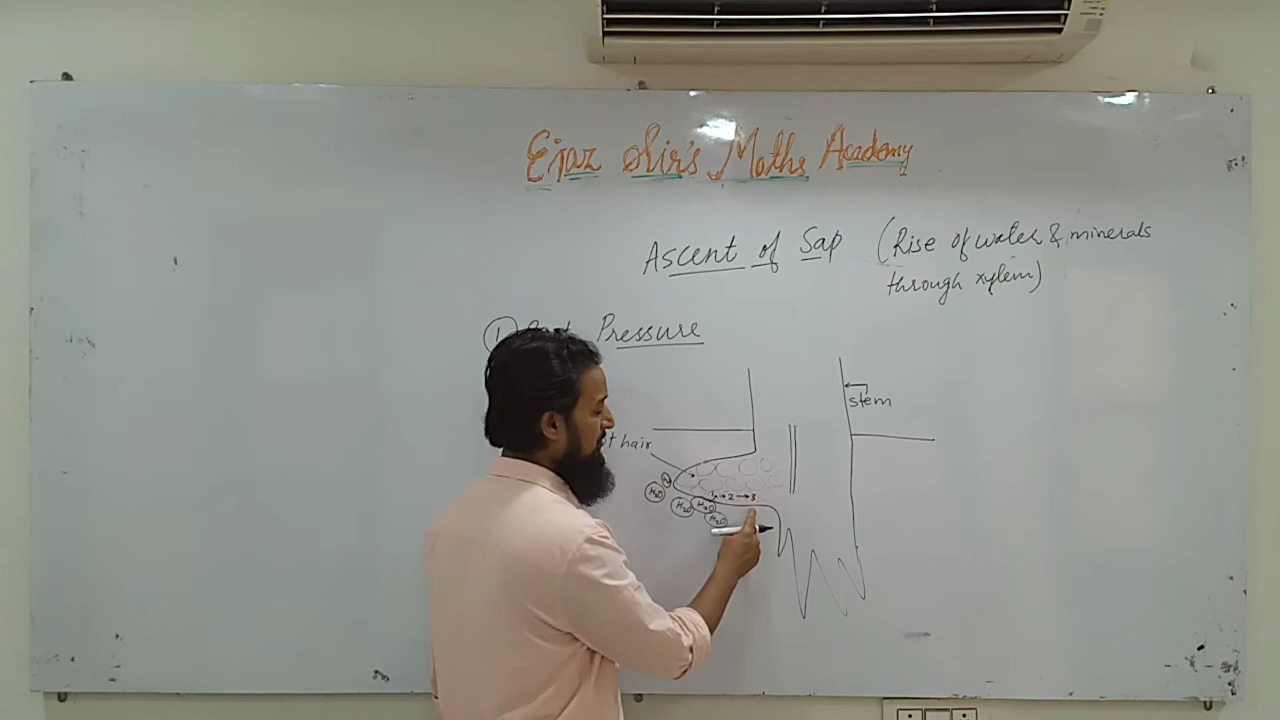 Ejaz Sir's Maths Academy
Ascent of Sap (Rise of water & minerals
through xylem)
Pressure
stem
hair
1 → 2 → 3
H2O
H2O
H2O
H2O